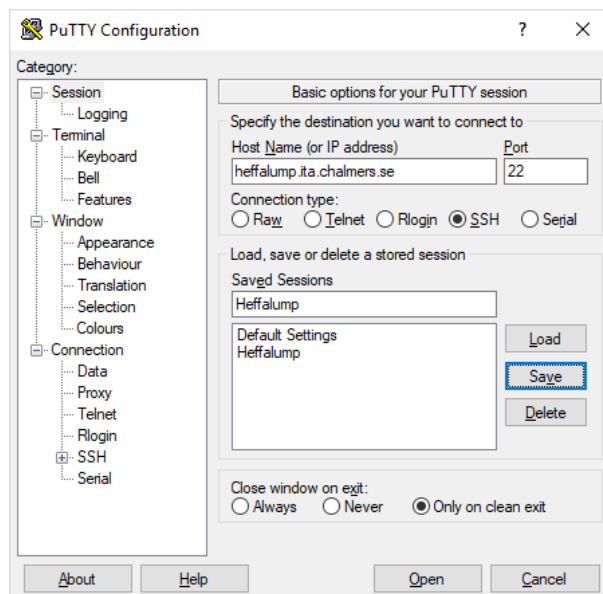 PuTTY Configuration
?
Category:
Session
Logging
Terminal
Keyboard
Bell
Features
Window
Appearance
Behaviour
Translation
Selection
Colours
Connection
Data
Proxy
Telnet
Rlogin
SSH
Serial
Basic options for your PuTTY session
Specify the destination you want to connect to
Host Name (or IP address) Port
heffalump.ita.chalmers.se 22
Connection type:
Raw Telnet Rlogin SSH Serial
Load, save or delete a stored session
Saved Sessions
Heffalump
Default Settings
Heffalump
Load
Save
Delete
Close window on exit:
Always Never Only on clean exit
About Help Open Cancel